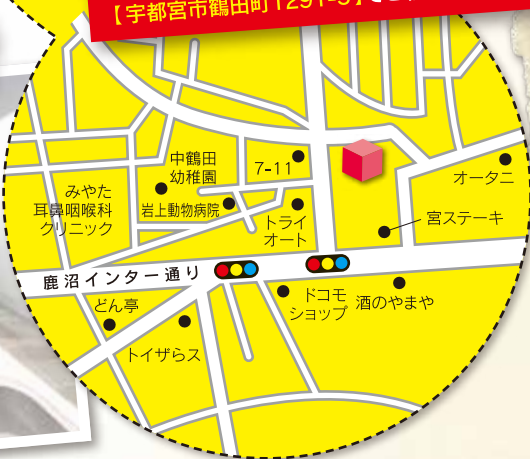 【宇都宮市鶴田町1291-3】
中鶴田
幼稚園
7-11
オータニ
みやた
耳鼻咽喉科
クリニック
岩上動物病院
トライ
オート
宮ステーキ
鹿沼インター通り
どん亭
ドコモ
ショップ
酒のやまや
トイザらス